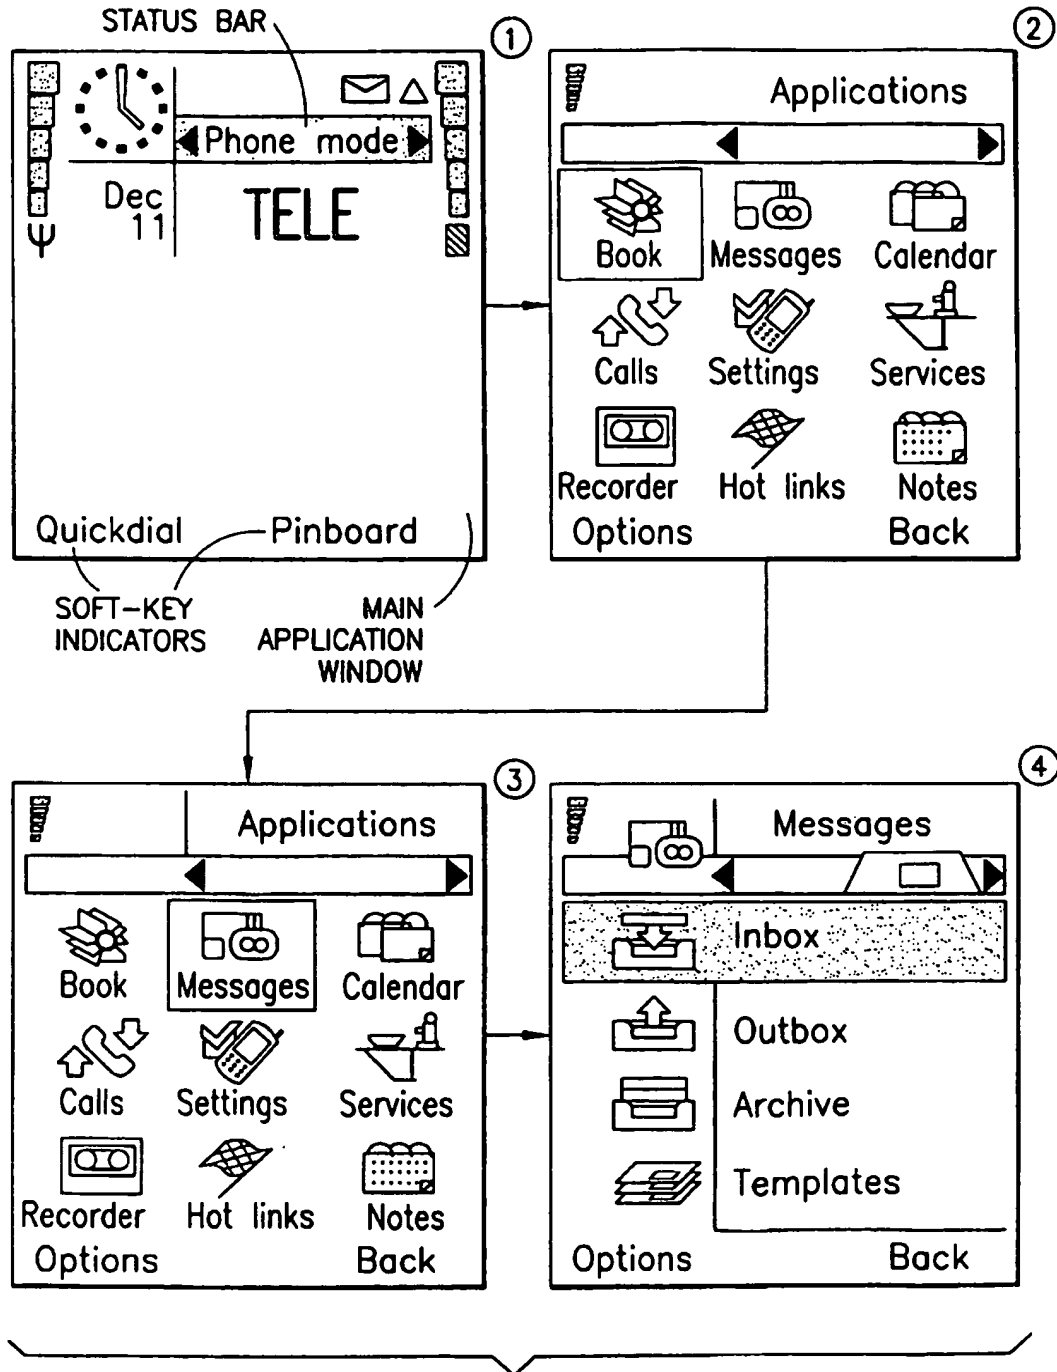 STATUS BAR
1
Phone mode
Dec
11
TELE
Quickdial Pinboard
SOFT-KEY
INDICATORS
MAIN
APPLICATION
WINDOW
2
Applications
Book Messages Calendar
Calls Settings Services
Recorder Hot links Notes
Options Back
3
Applications
Book Messages Calendar
Calls Settings Services
Recorder Hot links Notes
Options Back
4
Messages
Inbox
Outbox
Archive
Templates
Options Back